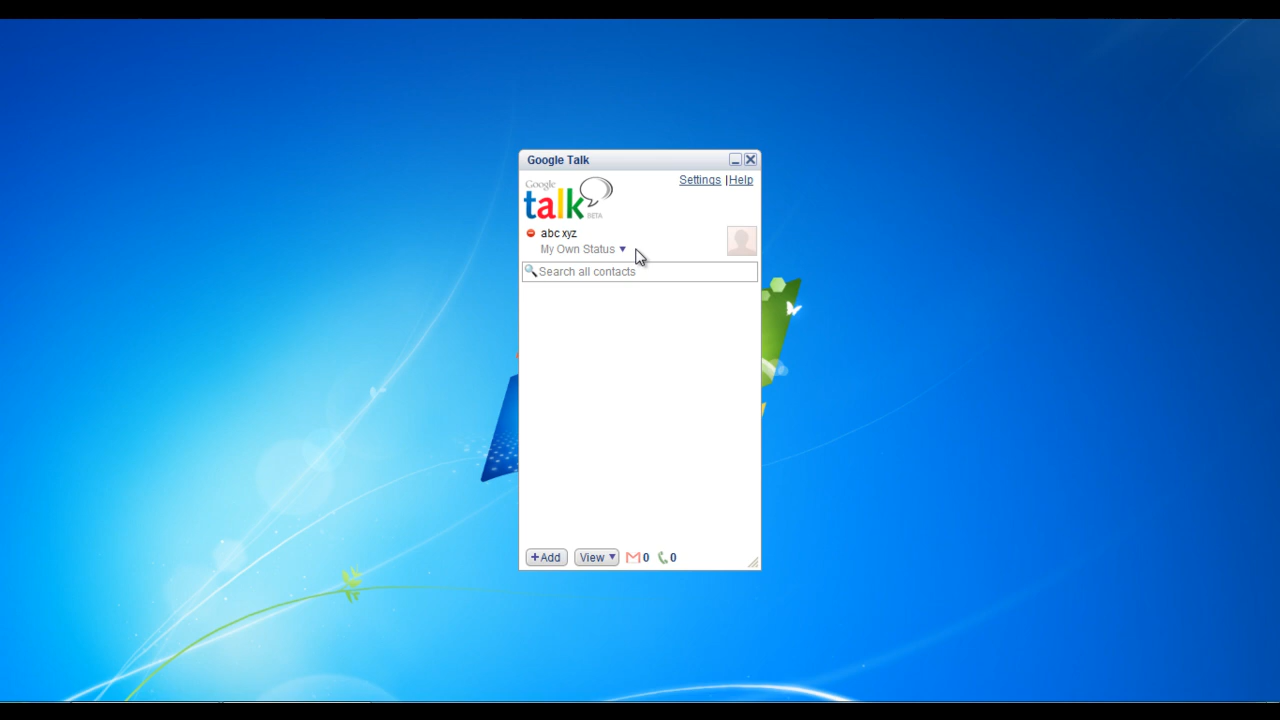 Google Talk
Settings | Help
Google
talk
BETA
abc xyz
My Own Status
Search all contacts
+Add View 0 0